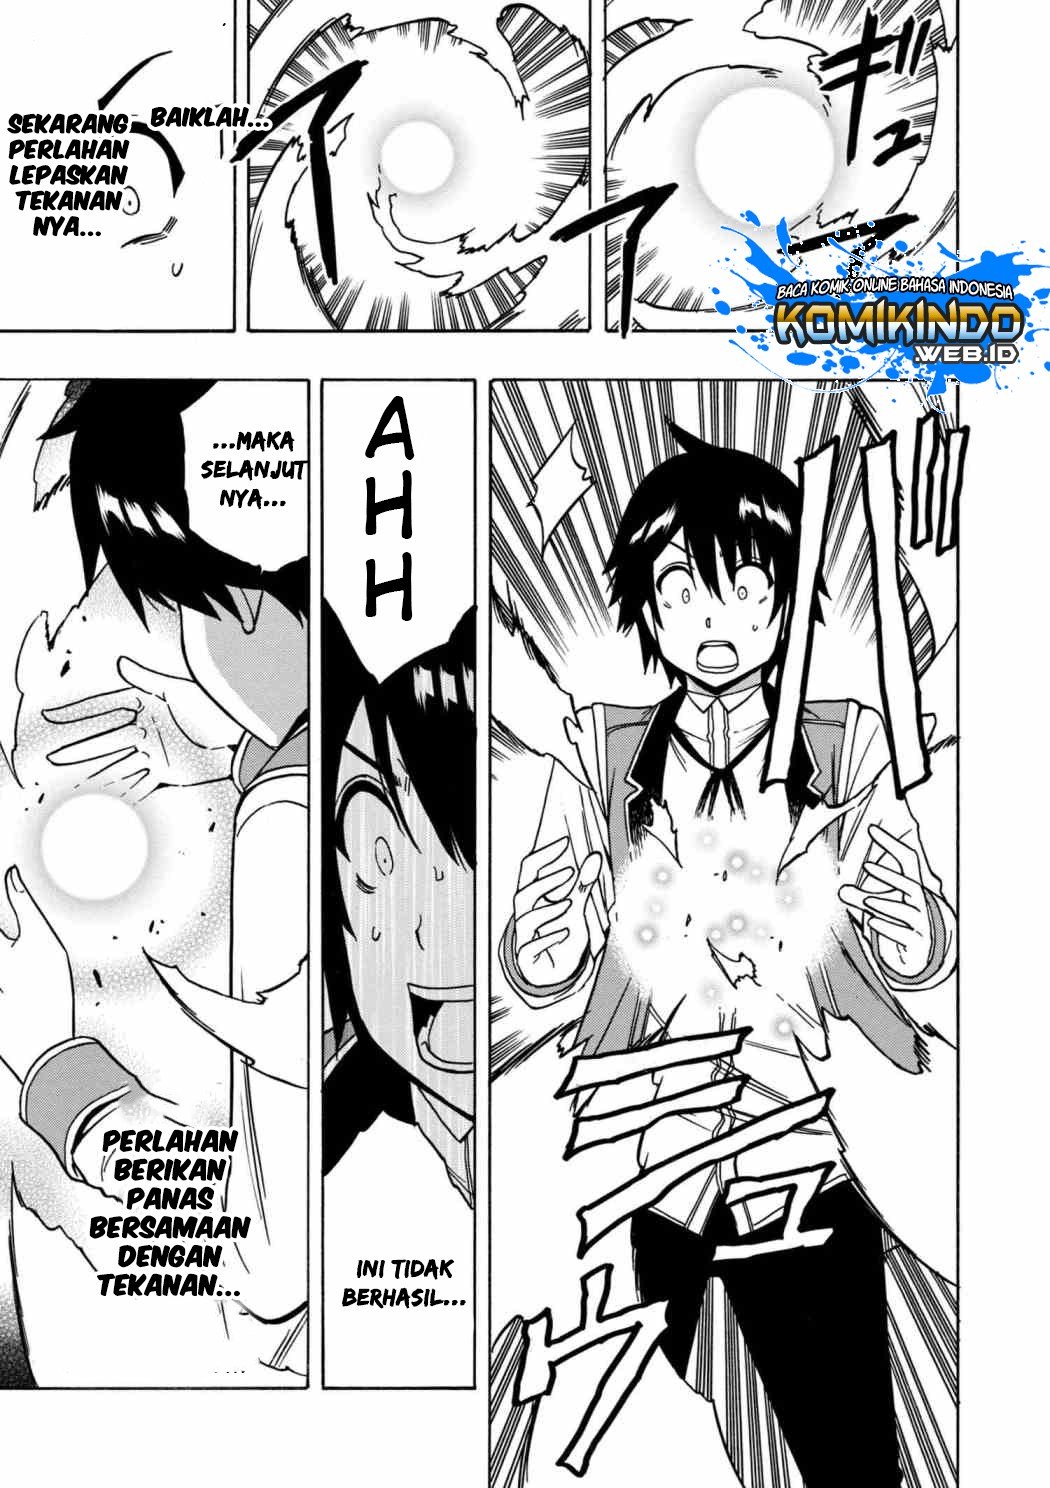 ギュ
BAIKLAH...
SEKARANG
PERLAHAN
LEPASKAN
TEKANAN
NYA...
BACA KOMIK ONLINE BAHASA INDONESIA
KOMIKINDO
.WEB.ID
AHH
...MAKA
SELANJUT
NYA...
PERLAHAN
BERIKAN
PANAS
BERSAMAAN
DENGAN
TEKANAN...
INI TIDAK
BERHASIL...